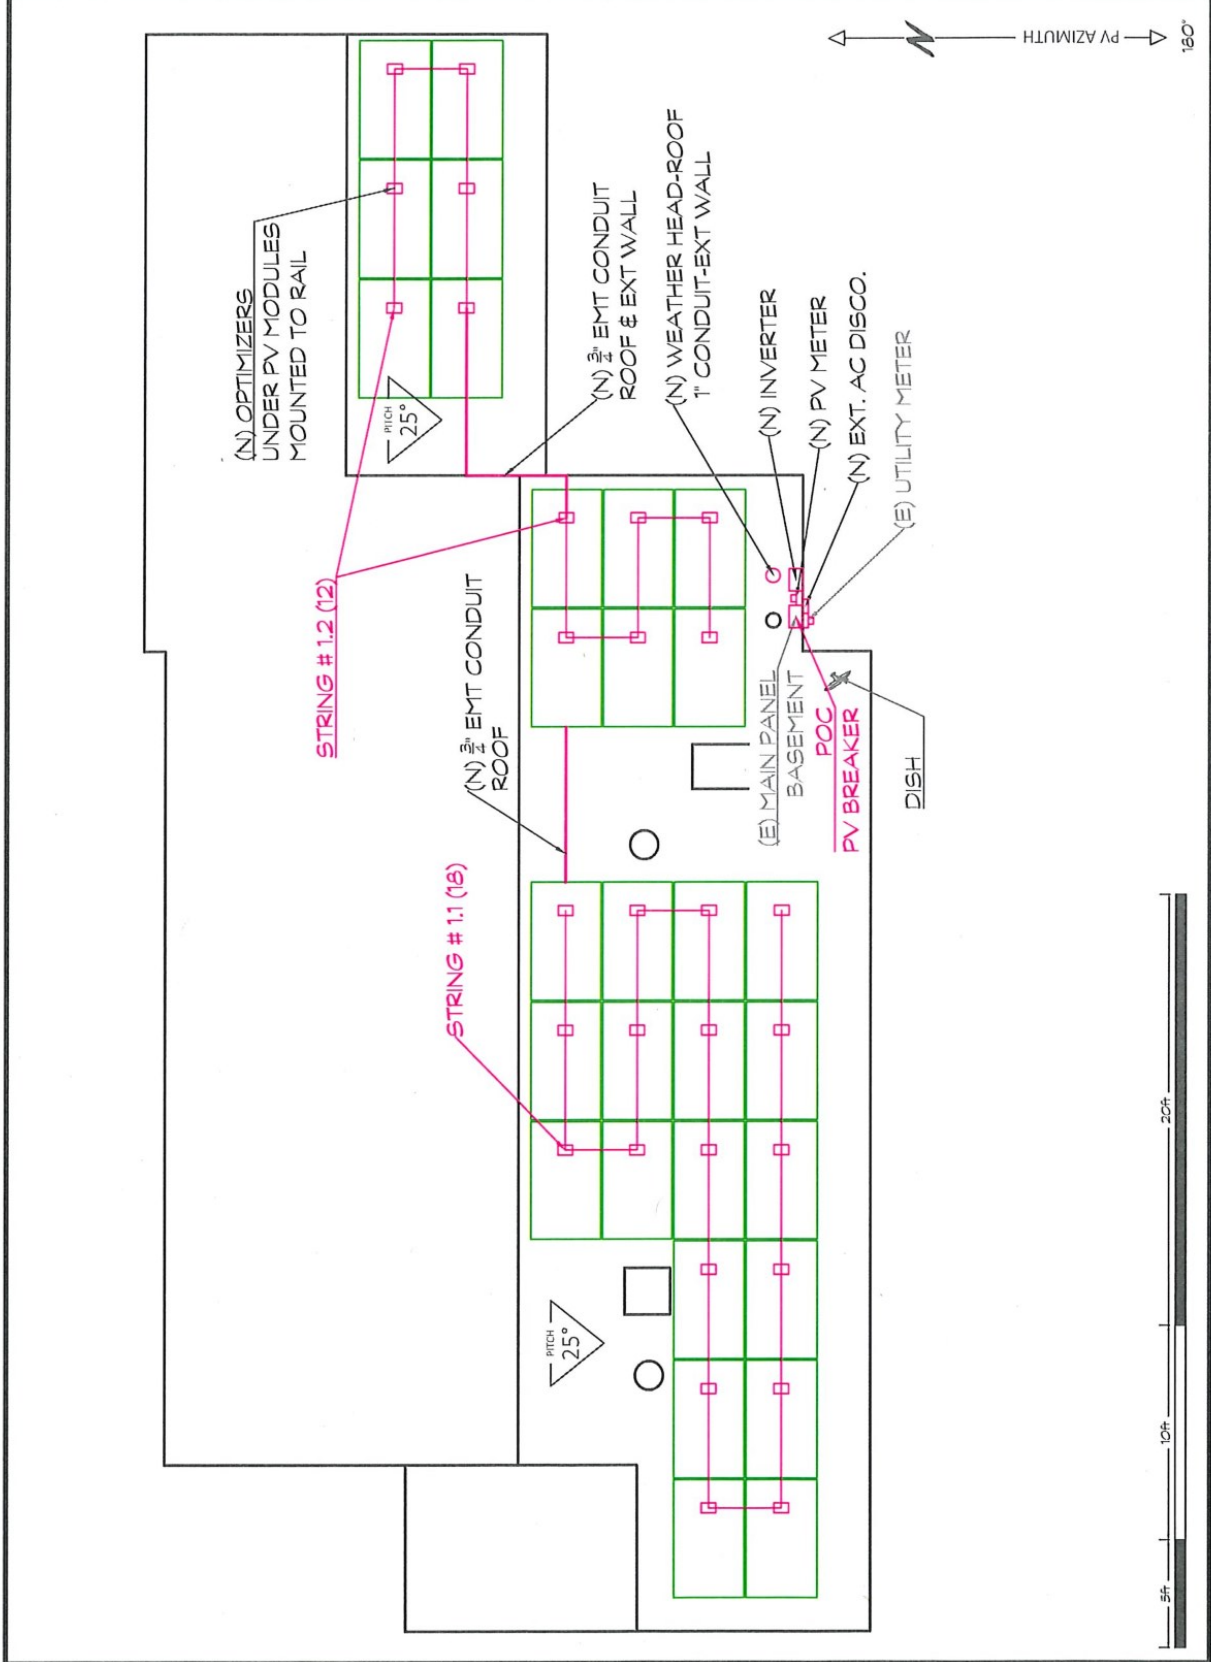 STRING # 1.1 (18)
(N) 3/4" EMT CONDUIT
ROOF
STRING # 1.2 (12)
(N) OPTIMIZERS
UNDER PV MODULES
MOUNTED TO RAIL
PITCH
25°
PITCH
25°
(N) 3/4" EMT CONDUIT
ROOF & EXT WALL
(N) WEATHER HEAD-ROOF
1" CONDUIT-EXT WALL
(N) INVERTER
(N) PV METER
(N) EXT. AC DISCO.
(E) UTILITY METER
(E) MAIN PANEL
BASEMENT
POC
PV BREAKER
DISH
N
PV AZIMUTH
180°
5ft
10ft
20ft